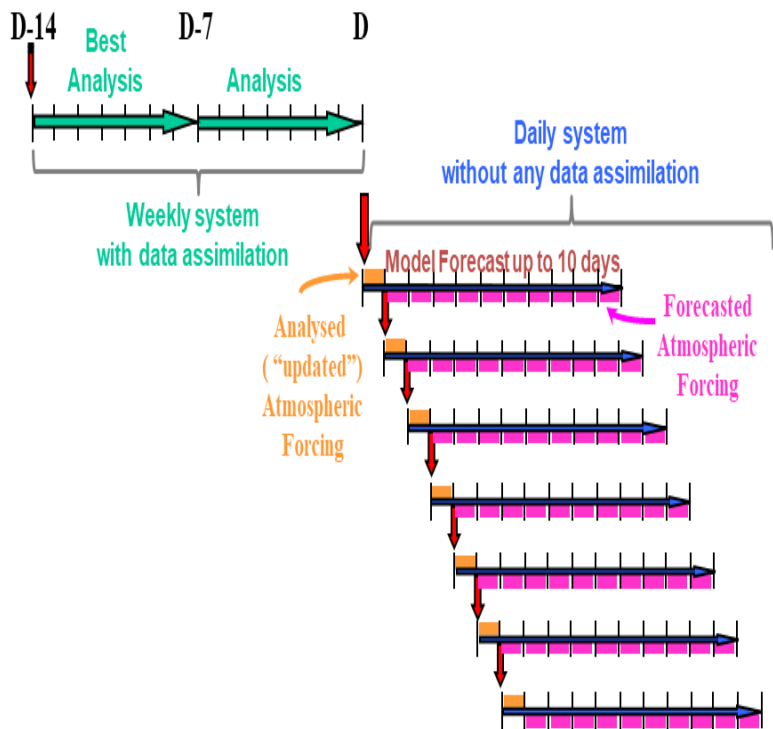 D-14
D-7
D
Best
Analysis
Analysis
Weekly system
with data assimilation
Daily system
without any data assimilation
Model Forecast up to 10 days
Analysed
( “updated”)
Atmospheric
Forcing
Forecasted
Atmospheric
Forcing